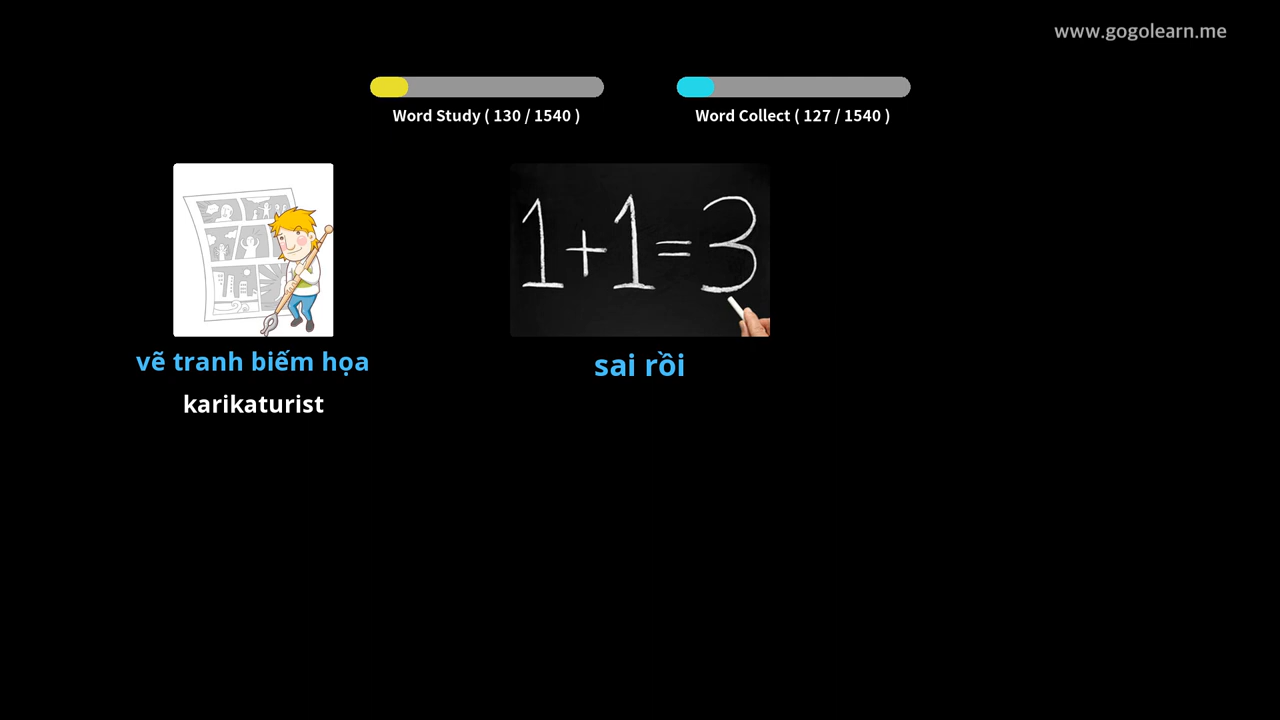 www.gogolearn.me
Word Study ( 130 / 1540 )
Word Collect ( 127 / 1540 )
1+1=3
vẽ tranh biếm họa
sai rồi
karikaturist